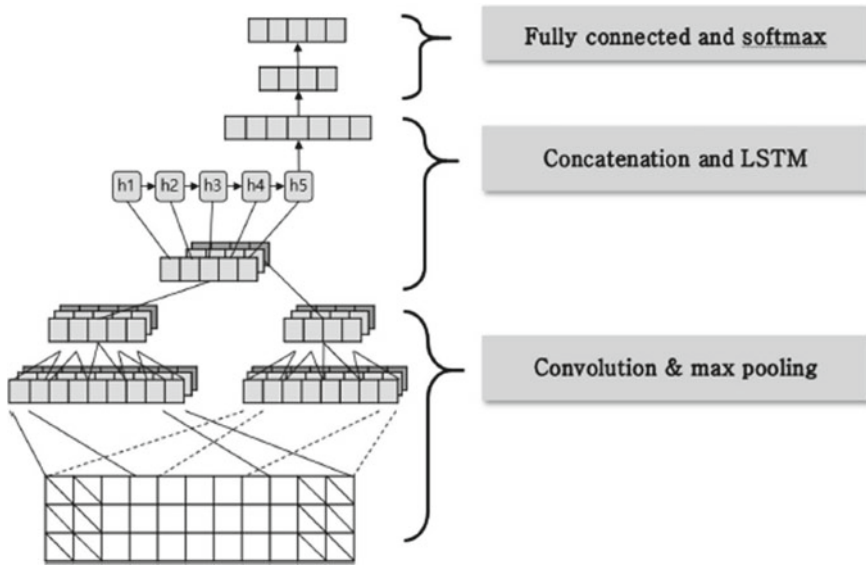 Fully connected and softmax
Concatenation and LSTM
h1 h2 h3 h4 h5
Convolution & max pooling